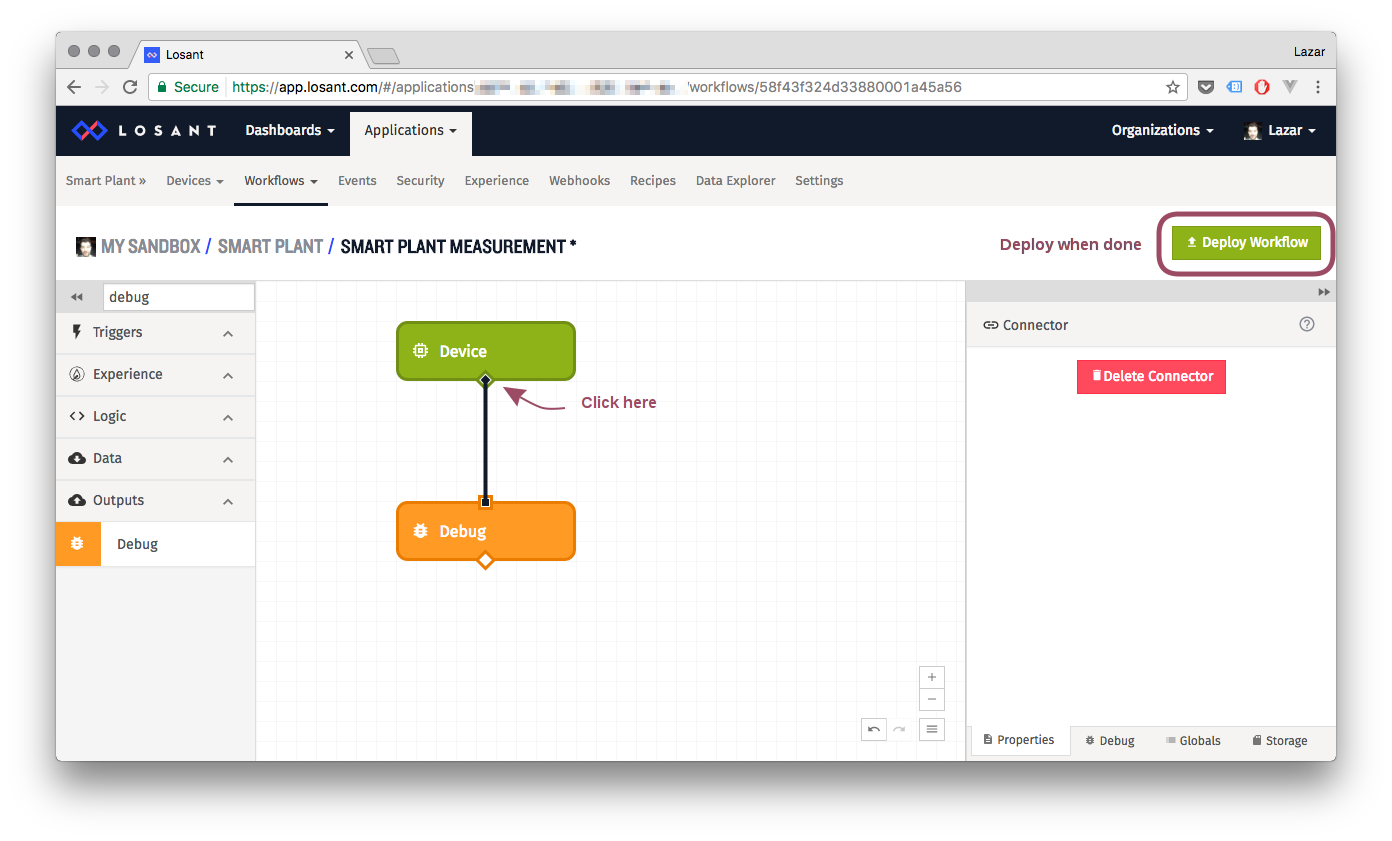 Losant
Lazar
Secure https://app.losant.com/#/applications /workflows/58f43f324d33880001a45a56
LOSANT Dashboards Applications Organizations Lazar
Smart Plant » Devices Workflows Events Security Experience Webhooks Recipes Data Explorer Settings
MY SANDBOX / SMART PLANT / SMART PLANT MEASUREMENT *
Deploy when done
Deploy Workflow
debug
Triggers
Experience
Logic
Data
Outputs
Debug
Device
Click here
Debug
Connector
Delete Connector
Properties Debug Globals Storage